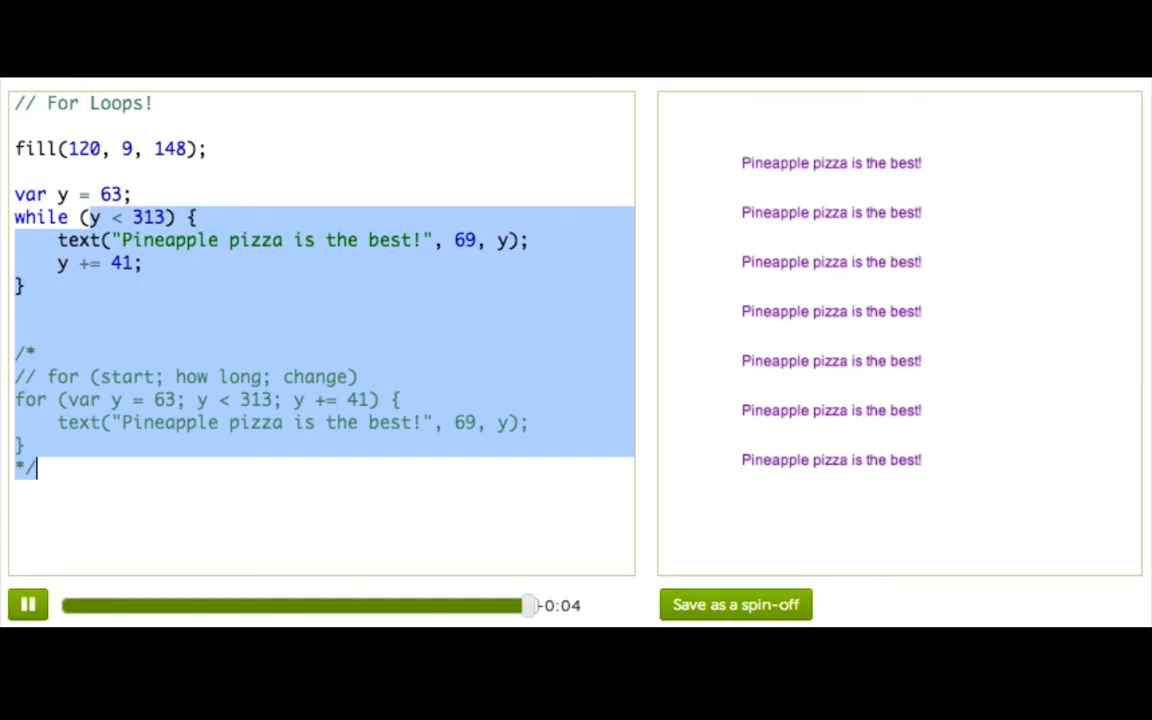 // For Loops!
fill(120, 9, 148);
var y = 63;
while (y < 313) {
    text("Pineapple pizza is the best!", 69, y);
    y += 41;
}
/*
// for (start; how long; change)
for (var y = 63; y < 313; y += 41) {
    text("Pineapple pizza is the best!", 69, y);
}
*/
Pineapple pizza is the best!
Pineapple pizza is the best!
Pineapple pizza is the best!
Pineapple pizza is the best!
Pineapple pizza is the best!
Pineapple pizza is the best!
Pineapple pizza is the best!
-0:04
Save as a spin-off